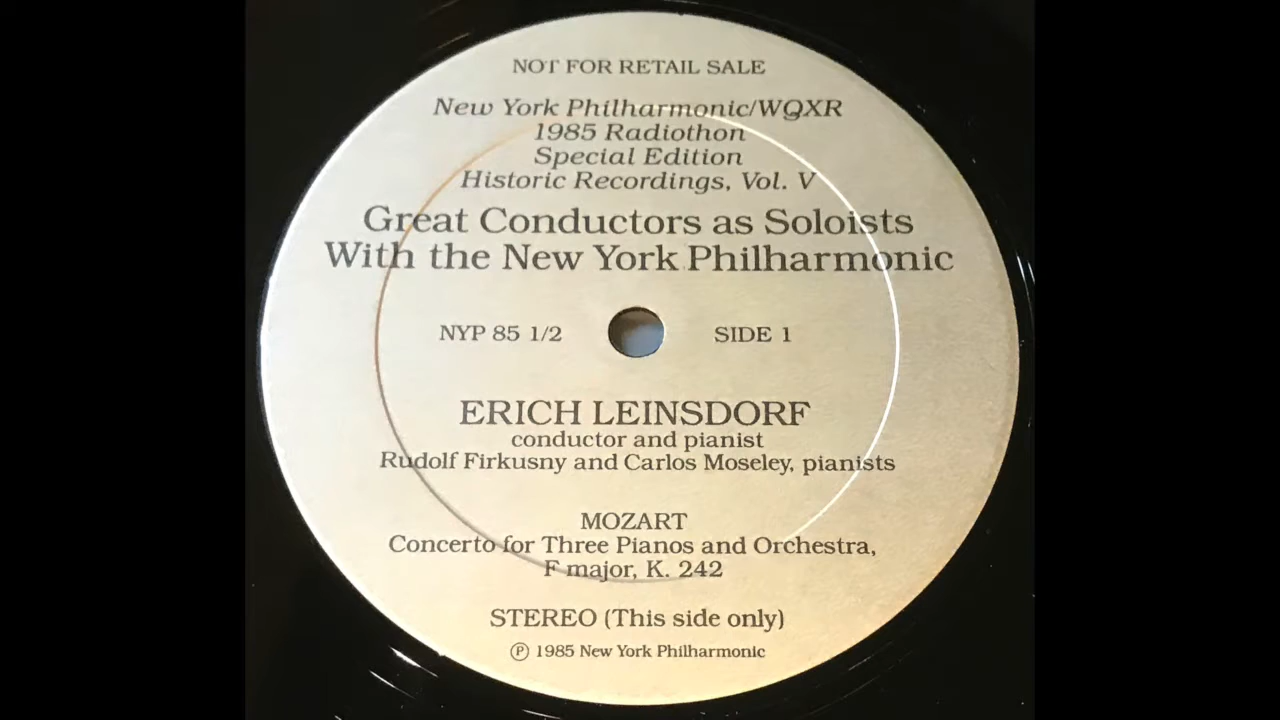 NOT FOR RETAIL SALE
New York Philharmonic/WQXR
1985 Radiothon
Special Edition
Historic Recordings, Vol. V
Great Conductors as Soloists
With the New York Philharmonic
NYP 85 1/2 SIDE 1
ERICH LEINSDORF
conductor and pianist
Rudolf Firkusny and Carlos Moseley, pianists
MOZART
Concerto for Three Pianos and Orchestra,
F major, K. 242
STEREO (This side only)
℗ 1985 New York Philharmonic